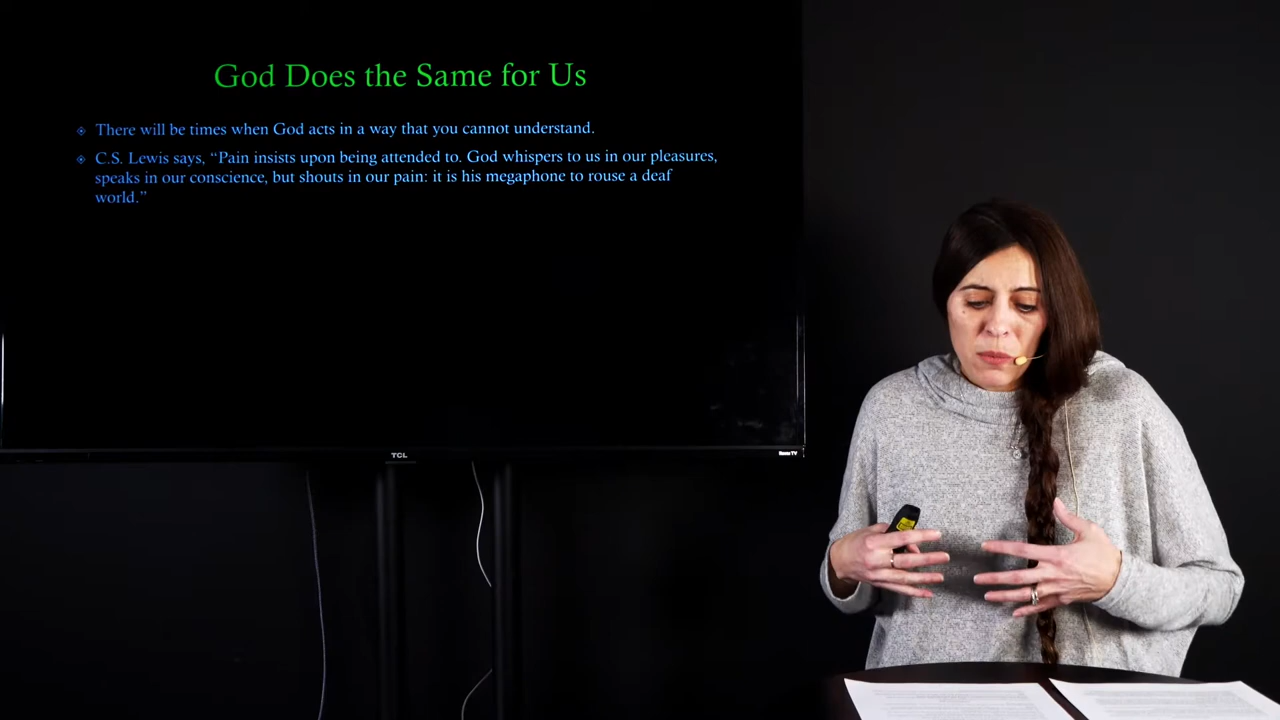 God Does the Same for Us
There will be times when God acts in a way that you cannot understand.
C.S. Lewis says, “Pain insists upon being attended to. God whispers to us in our pleasures,
speaks in our conscience, but shouts in our pain: it is his megaphone to rouse a deaf
world.”
TCL
Roku TV